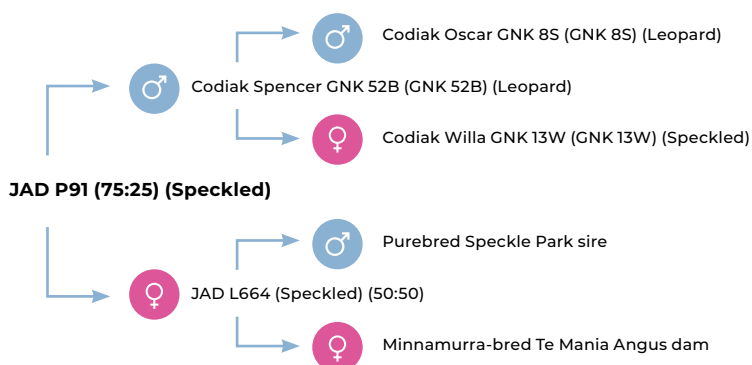 Codiak Oscar GNK 8S (GNK 8S) (Leopard)
Codiak Spencer GNK 52B (GNK 52B) (Leopard)
Codiak Willa GNK 13W (GNK 13W) (Speckled)
JAD P91 (75:25) (Speckled)
Purebred Speckle Park sire
JAD L664 (Speckled) (50:50)
Minnamurra-bred Te Mania Angus dam